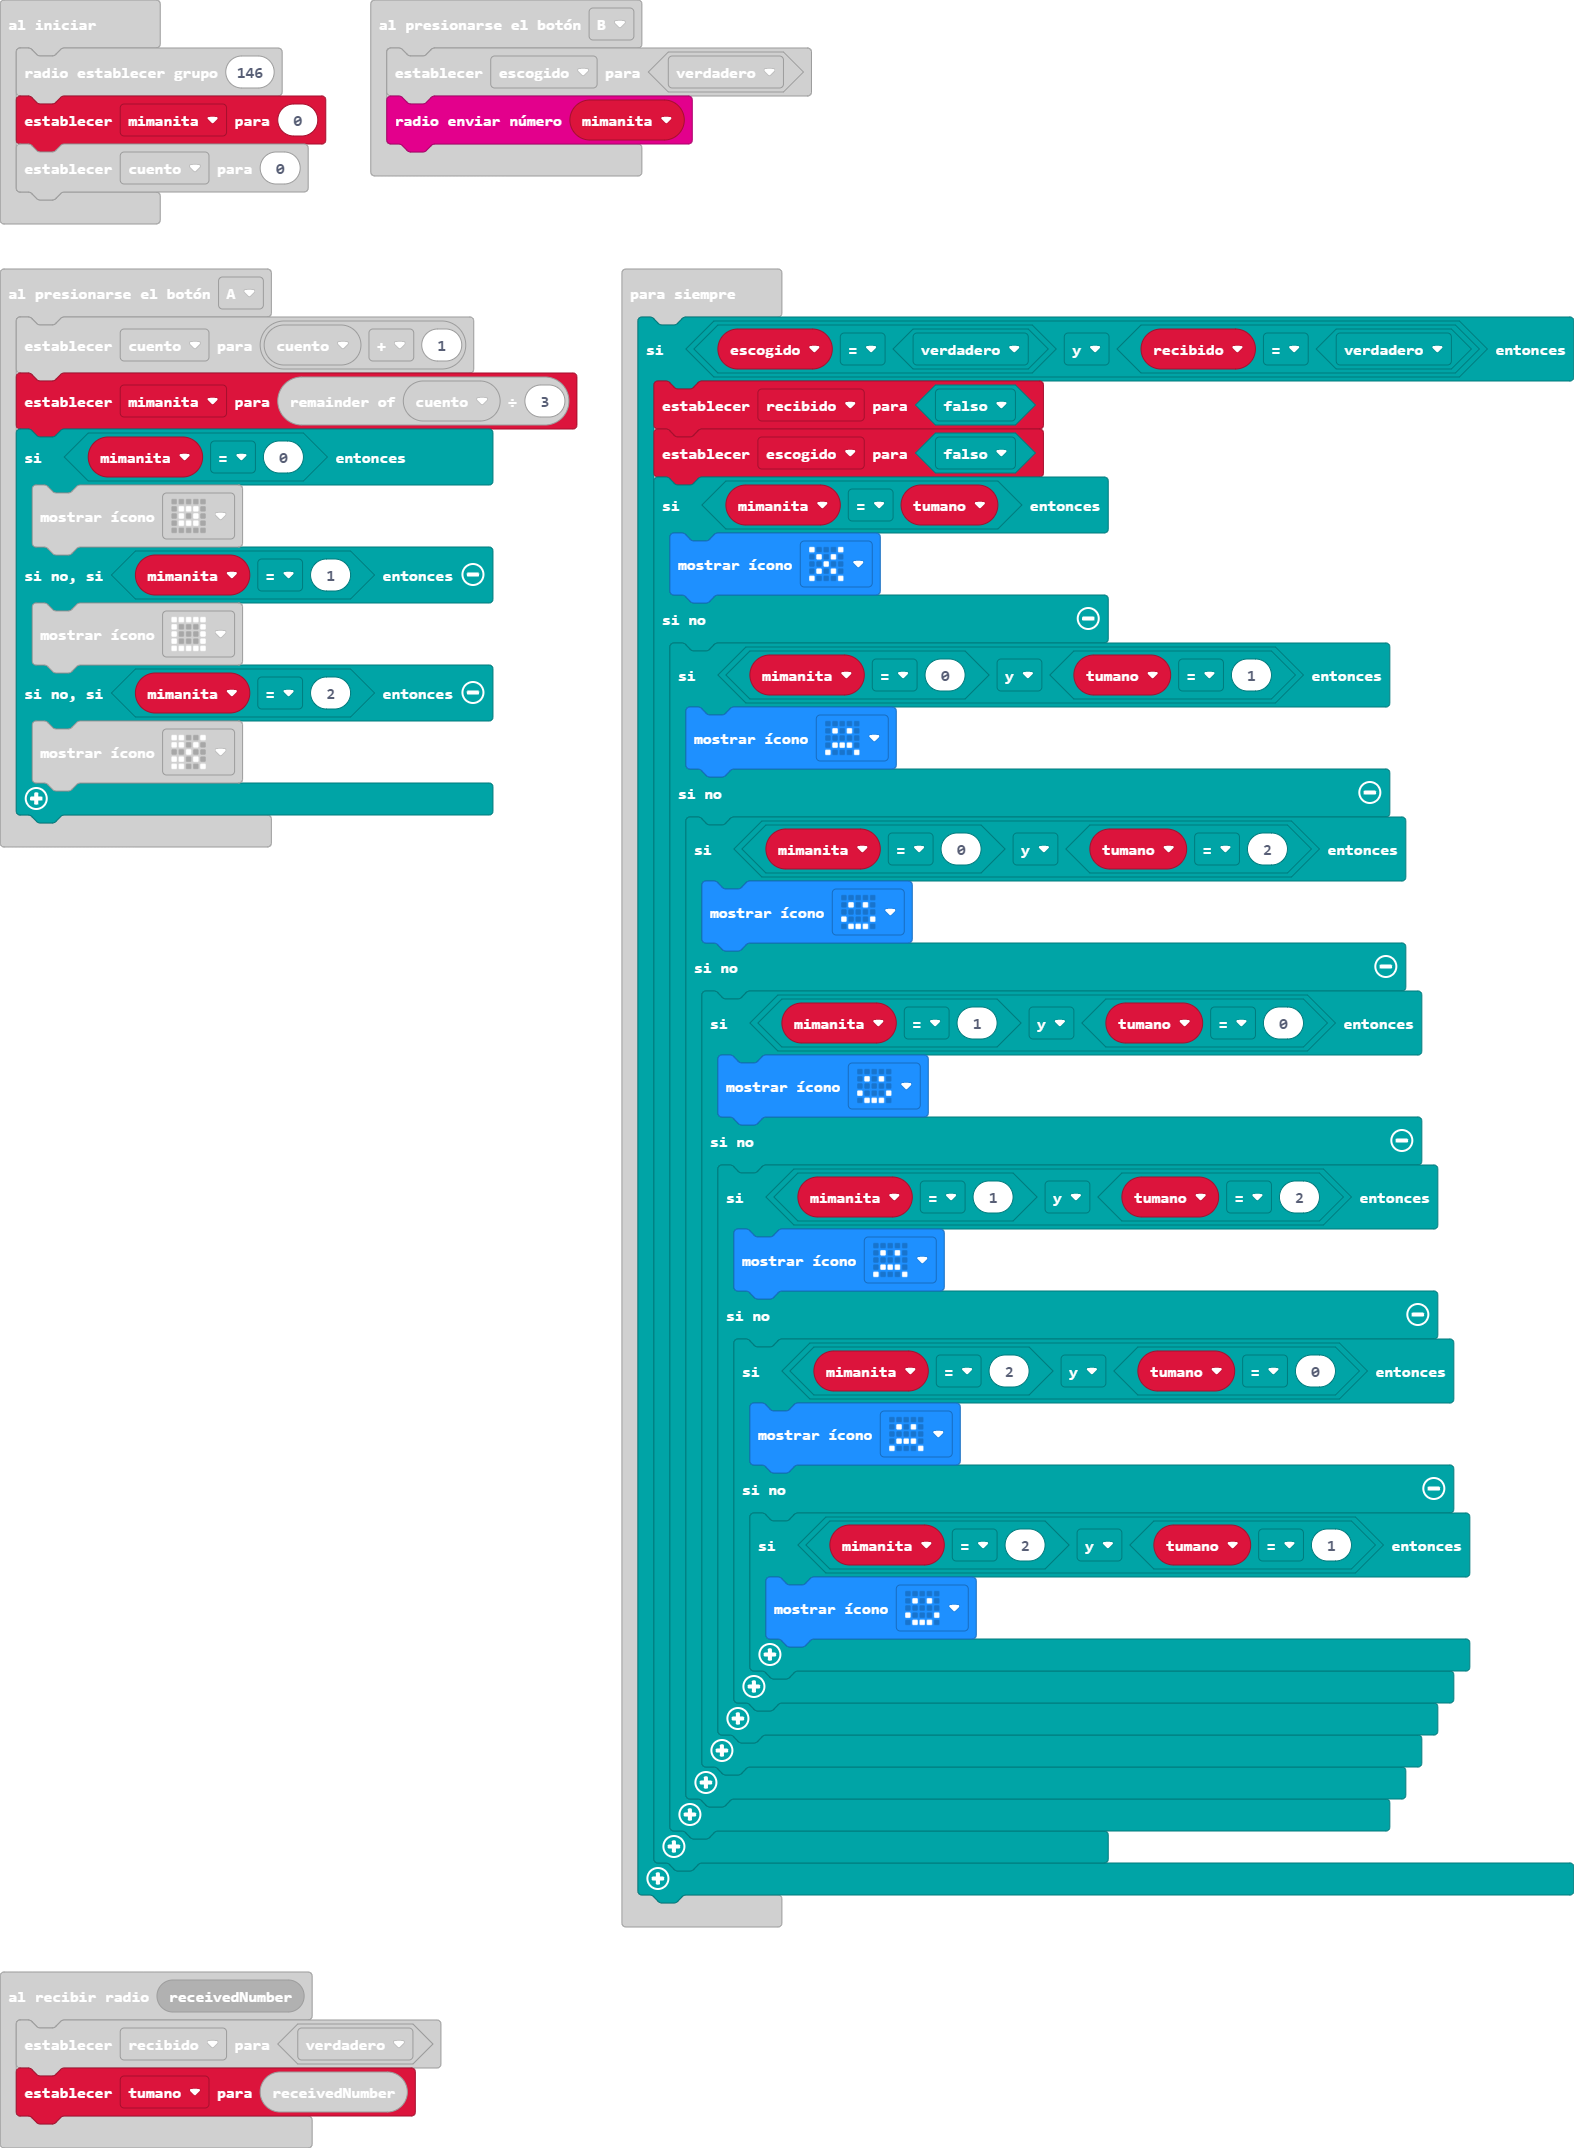 al iniciar
radio establecer grupo 146
establecer mimanita para 0
establecer cuento para 0
al presionarse el botón B
establecer escogido para verdadero
radio enviar número mimanita
al presionarse el botón A
establecer cuento para cuento + 1
establecer mimanita para remainder of cuento ÷ 3
si mimanita = 0 entonces
mostrar ícono
si no, si mimanita = 1 entonces
mostrar ícono
si no, si mimanita = 2 entonces
mostrar ícono
para siempre
si escogido = verdadero y recibido = verdadero entonces
establecer recibido para falso
establecer escogido para falso
si mimanita = tumano entonces
mostrar ícono
si no
si mimanita = 0 y tumano = 1 entonces
mostrar ícono
si no
si mimanita = 0 y tumano = 2 entonces
mostrar ícono
si no
si mimanita = 1 y tumano = 0 entonces
mostrar ícono
si no
si mimanita = 1 y tumano = 2 entonces
mostrar ícono
si no
si mimanita = 2 y tumano = 0 entonces
mostrar ícono
si no
si mimanita = 2 y tumano = 1 entonces
mostrar ícono
al recibir radio receivedNumber
establecer recibido para verdadero
establecer tumano para receivedNumber